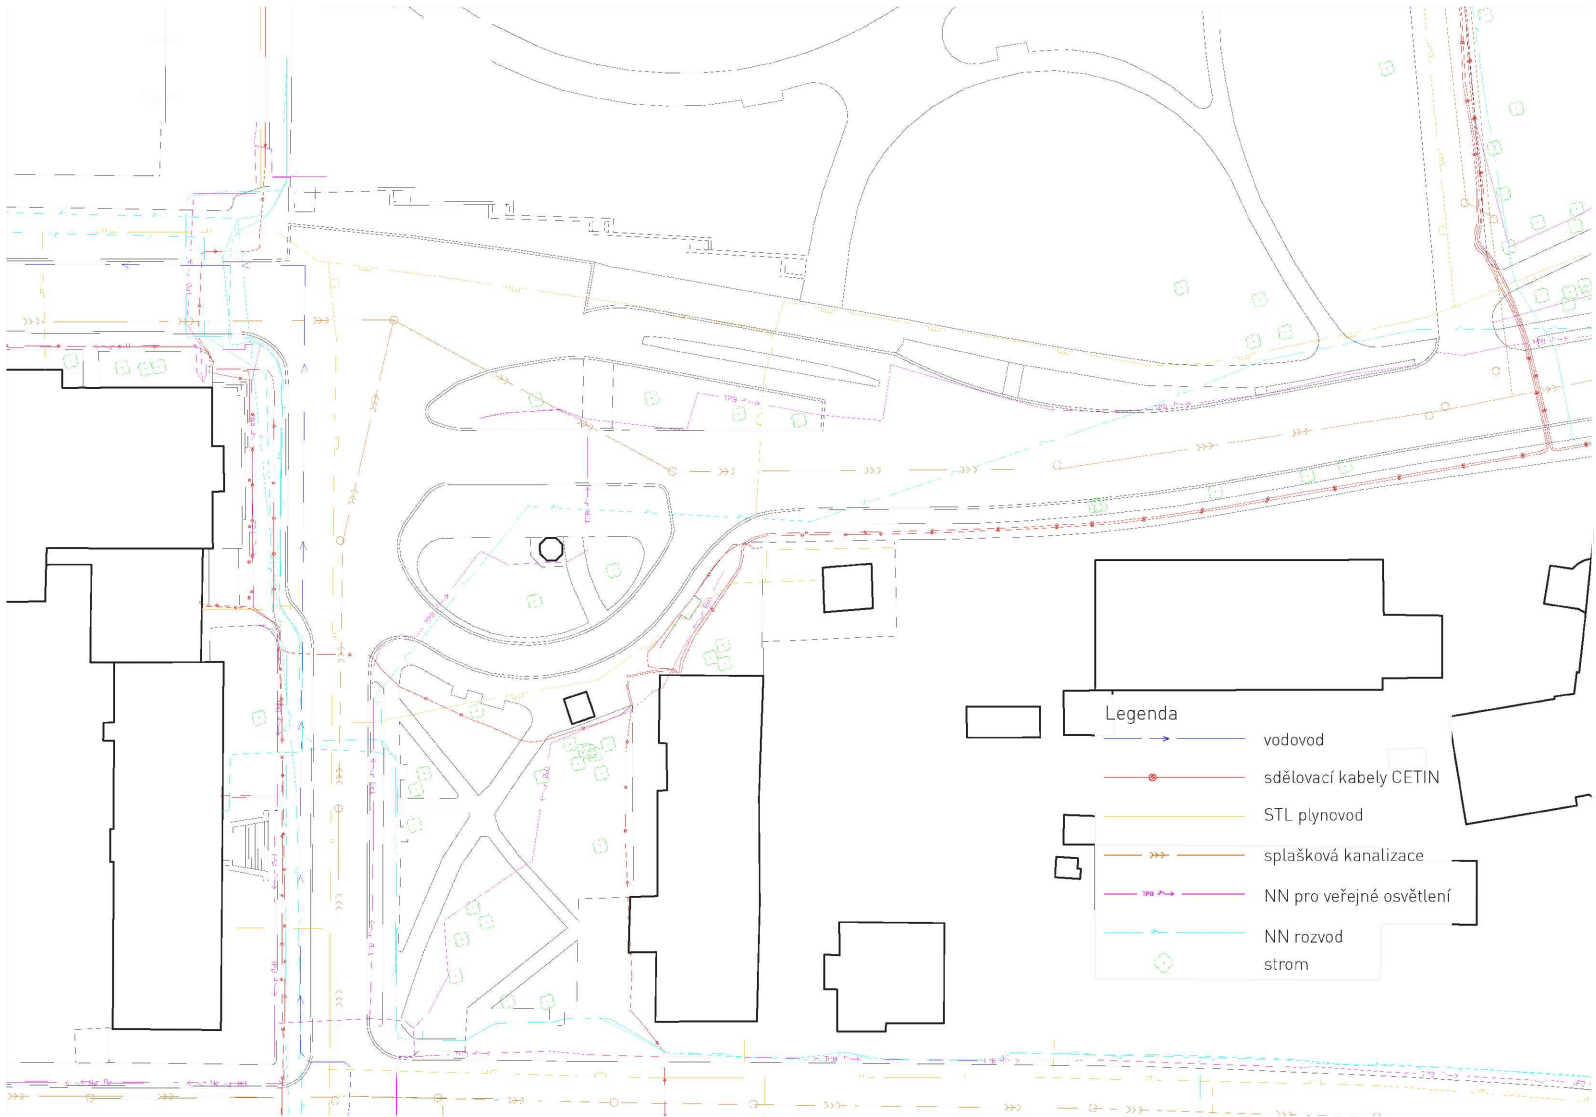 Legenda
vodovod
sdělovací kabely CETIN
STL plynovod
splašková kanalizace
NN pro veřejné osvětlení
NN rozvod
strom